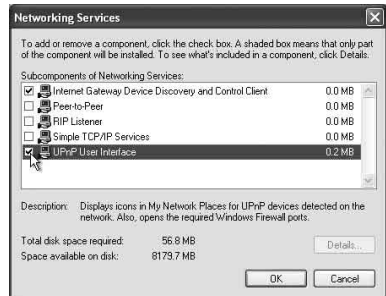 Networking Services
To add or remove a component, click the check box. A shaded box means that only part
of the component will be installed. To see what's included in a component, click Details.
Subcomponents of Networking Services:
Internet Gateway Device Discovery and Control Client 0.0 MB
Peer-to-Peer 0.0 MB
RIP Listener 0.0 MB
Simple TCP/IP Services 0.0 MB
UPnP User Interface 0.2 MB
Description: Displays icons in My Network Places for UPnP devices detected on the
network. Also, opens the required Windows Firewall ports.
Total disk space required: 56.8 MB
Space available on disk: 8179.7 MB
Details...
OK Cancel